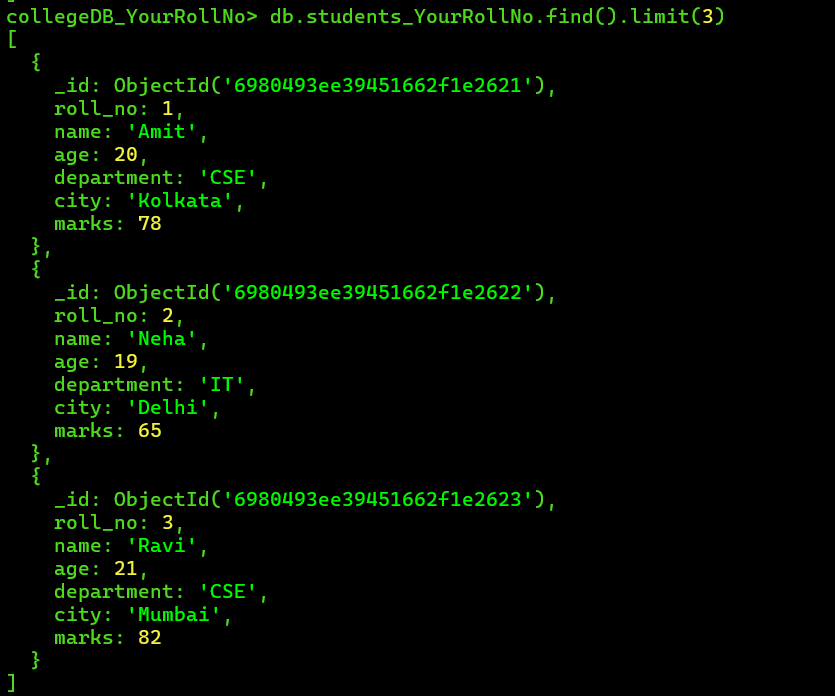 collegeDB_YourRollNo> db.students_YourRollNo.find().limit(3)
[
  {
    _id: ObjectId('6980493ee39451662f1e2621'),
    roll_no: 1,
    name: 'Amit',
    age: 20,
    department: 'CSE',
    city: 'Kolkata',
    marks: 78
  },
  {
    _id: ObjectId('6980493ee39451662f1e2622'),
    roll_no: 2,
    name: 'Neha',
    age: 19,
    department: 'IT',
    city: 'Delhi',
    marks: 65
  },
  {
    _id: ObjectId('6980493ee39451662f1e2623'),
    roll_no: 3,
    name: 'Ravi',
    age: 21,
    department: 'CSE',
    city: 'Mumbai',
    marks: 82
  }
]